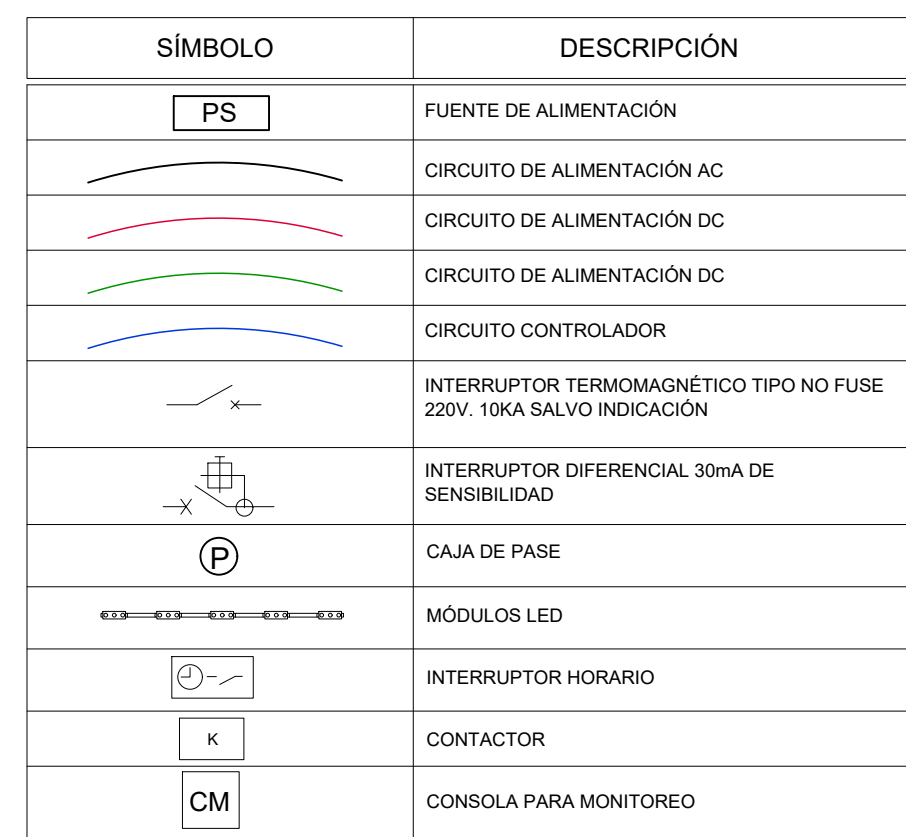 SÍMBOLO DESCRIPCIÓN
PS FUENTE DE ALIMENTACIÓN
CIRCUITO DE ALIMENTACIÓN AC
CIRCUITO DE ALIMENTACIÓN DC
CIRCUITO DE ALIMENTACIÓN DC
CIRCUITO CONTROLADOR
INTERRUPTOR TERMOMAGNÉTICO TIPO NO FUSE
220V. 10KA SALVO INDICACIÓN
INTERRUPTOR DIFERENCIAL 30mA DE
SENSIBILIDAD
P CAJA DE PASE
MÓDULOS LED
INTERRUPTOR HORARIO
K CONTACTOR
CM CONSOLA PARA MONITOREO